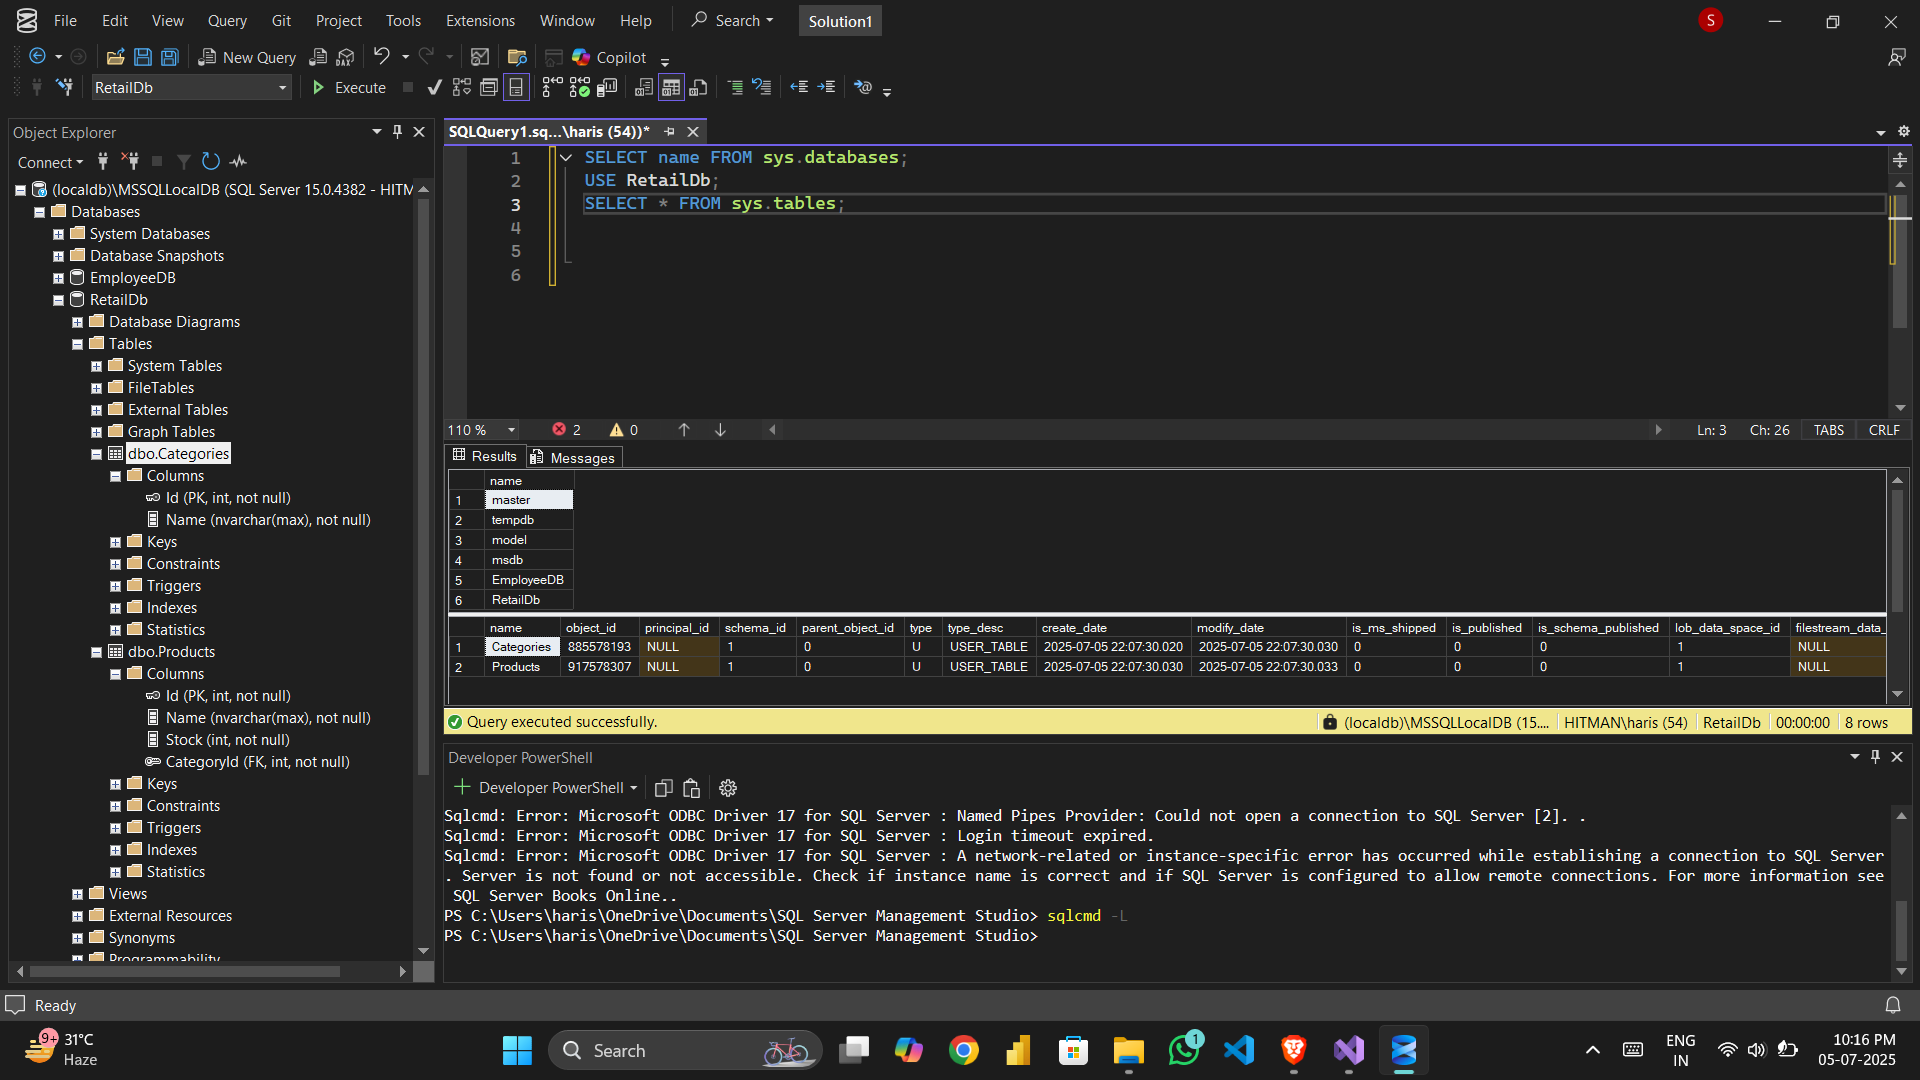 File Edit View Query Git Project Tools Extensions Window Help Search Solution1 S
New Query DAX Copilot
RetailDb Execute
Object Explorer
Connect
(localdb)\MSSQLLocalDB (SQL Server 15.0.4382 - HITM
Databases
System Databases
Database Snapshots
EmployeeDB
RetailDb
Database Diagrams
Tables
System Tables
FileTables
External Tables
Graph Tables
dbo.Categories
Columns
Id (PK, int, not null)
Name (nvarchar(max), not null)
Keys
Constraints
Triggers
Indexes
Statistics
dbo.Products
Columns
Id (PK, int, not null)
Name (nvarchar(max), not null)
Stock (int, not null)
CategoryId (FK, int, not null)
Keys
Constraints
Triggers
Indexes
Statistics
Views
External Resources
Synonyms
Programmability
SQLQuery1.sq...\haris (54))*
1 SELECT name FROM sys.databases;
2 USE RetailDb;
3 SELECT * FROM sys.tables;
4
5
6
110 % 2 0 Ln: 3 Ch: 26 TABS CRLF
Results Messages
name
1 master
2 tempdb
3 model
4 msdb
5 EmployeeDB
6 RetailDb
name object_id principal_id schema_id parent_object_id type type_desc create_date modify_date is_ms_shipped is_published is_schema_published lob_data_space_id filestream_data_
1 Categories 885578193 NULL 1 0 U USER_TABLE 2025-07-05 22:07:30.020 2025-07-05 22:07:30.030 0 0 0 1 NULL
2 Products 917578307 NULL 1 0 U USER_TABLE 2025-07-05 22:07:30.030 2025-07-05 22:07:30.033 0 0 0 1 NULL
Query executed successfully. (localdb)\MSSQLLocalDB (15.... HITMAN\haris (54) RetailDb 00:00:00 8 rows
Developer PowerShell
Developer PowerShell
Sqlcmd: Error: Microsoft ODBC Driver 17 for SQL Server : Named Pipes Provider: Could not open a connection to SQL Server [2]. .
Sqlcmd: Error: Microsoft ODBC Driver 17 for SQL Server : Login timeout expired.
Sqlcmd: Error: Microsoft ODBC Driver 17 for SQL Server : A network-related or instance-specific error has occurred while establishing a connection to SQL Server
. Server is not found or not accessible. Check if instance name is correct and if SQL Server is configured to allow remote connections. For more information see
SQL Server Books Online..
PS C:\Users\haris\OneDrive\Documents\SQL Server Management Studio> sqlcmd -L
PS C:\Users\haris\OneDrive\Documents\SQL Server Management Studio>
Ready
9+ 31°C
Haze
Search
1
ENG
IN
10:16 PM
05-07-2025